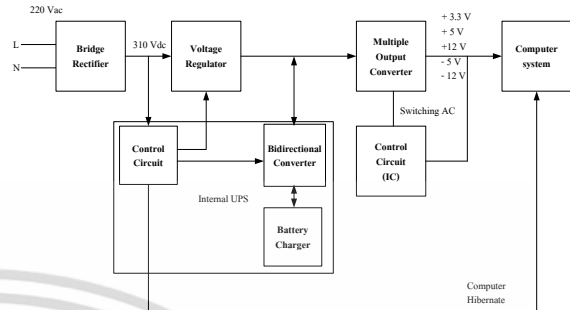 220 Vac
L
N
Bridge
Rectifier
310 Vdc
Voltage
Regulator
Multiple
Output
Converter
+ 3.3 V
+ 5 V
+12 V
- 5 V
- 12 V
Computer
system
Switching AC
Control
Circuit
Bidirectional
Converter
Control
Circuit
(IC)
Internal UPS
Battery
Charger
Computer
Hibernate